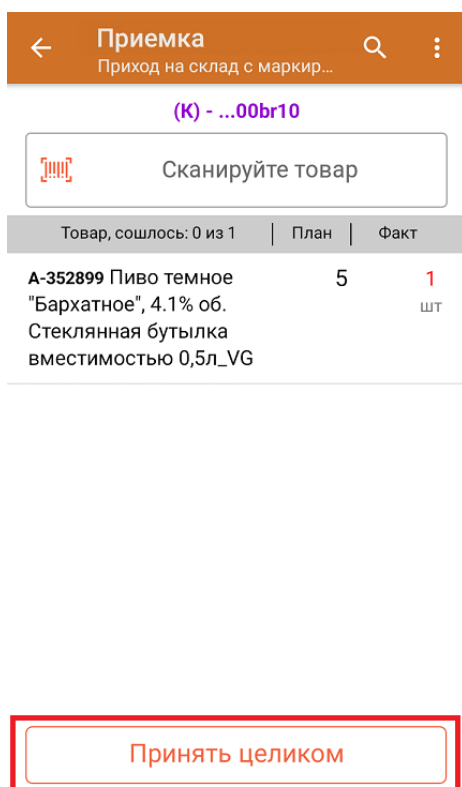 Приемка
Приход на склад с маркир...
(К) - ...00br10
Сканируйте товар
Товар, сошлось: 0 из 1 План Факт
А-352899 Пиво темное 5 1
"Бархатное", 4.1% об. шт
Стеклянная бутылка
вместимостью 0,5л_VG
Принять целиком